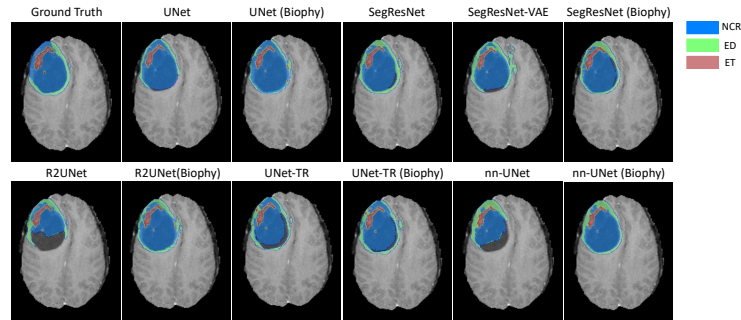 Ground Truth
UNet
UNet (Biophy)
SegResNet
SegResNet-VAE
SegResNet (Biophy)
NCR
ED
ET
R2UNet
R2UNet(Biophy)
UNet-TR
UNet-TR (Biophy)
nn-UNet
nn-UNet (Biophy)